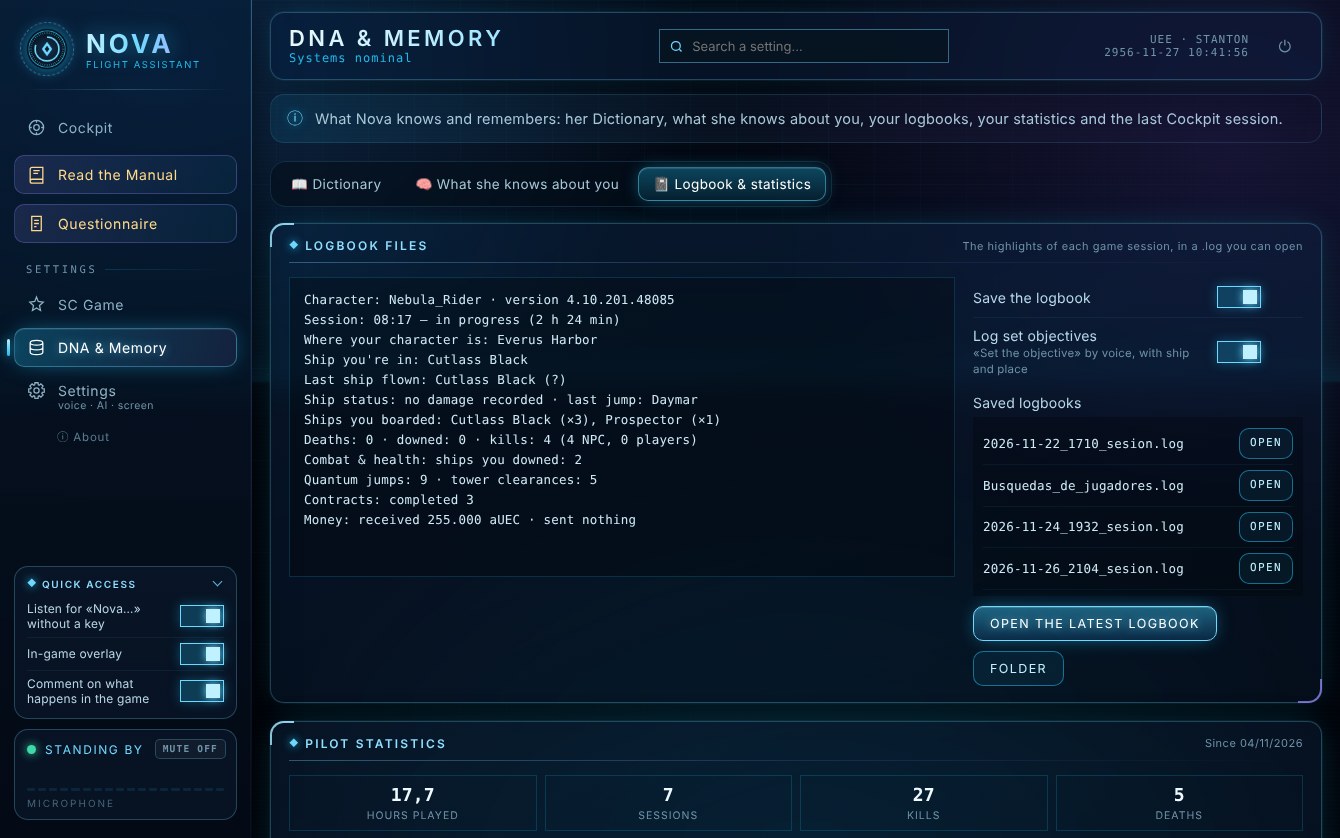 NOVA
FLIGHT ASSISTANT
Cockpit
Read the Manual
Questionnaire
SETTINGS
SC Game
DNA & Memory
Settings
voice · AI · screen
ⓘ About
QUICK ACCESS
Listen for «Nova…»
without a key
In-game overlay
Comment on what
happens in the game
STANDING BY
MUTE OFF
MICROPHONE
DNA & MEMORY
Systems nominal
Search a setting...
UEE · STANTON
2956-11-27 10:41:56
ⓘ What Nova knows and remembers: her Dictionary, what she knows about you, your logbooks, your statistics and the last Cockpit session.
📖 Dictionary
🧠 What she knows about you
📓 Logbook & statistics
LOGBOOK FILES
The highlights of each game session, in a .log you can open
Character: Nebula_Rider · version 4.10.201.48085
Session: 08:17 — in progress (2 h 24 min)
Where your character is: Everus Harbor
Ship you're in: Cutlass Black
Last ship flown: Cutlass Black (?)
Ship status: no damage recorded · last jump: Daymar
Ships you boarded: Cutlass Black (×3), Prospector (×1)
Deaths: 0 · downed: 0 · kills: 4 (4 NPC, 0 players)
Combat & health: ships you downed: 2
Quantum jumps: 9 · tower clearances: 5
Contracts: completed 3
Money: received 255.000 aUEC · sent nothing
Save the logbook
Log set objectives
«Set the objective» by voice, with ship
and place
Saved logbooks
2026-11-22_1710_sesion.log OPEN
Busquedas_de_jugadores.log OPEN
2026-11-24_1932_sesion.log OPEN
2026-11-26_2104_sesion.log OPEN
OPEN THE LATEST LOGBOOK
FOLDER
PILOT STATISTICS
Since 04/11/2026
17,7
HOURS PLAYED
7
SESSIONS
27
KILLS
5
DEATHS